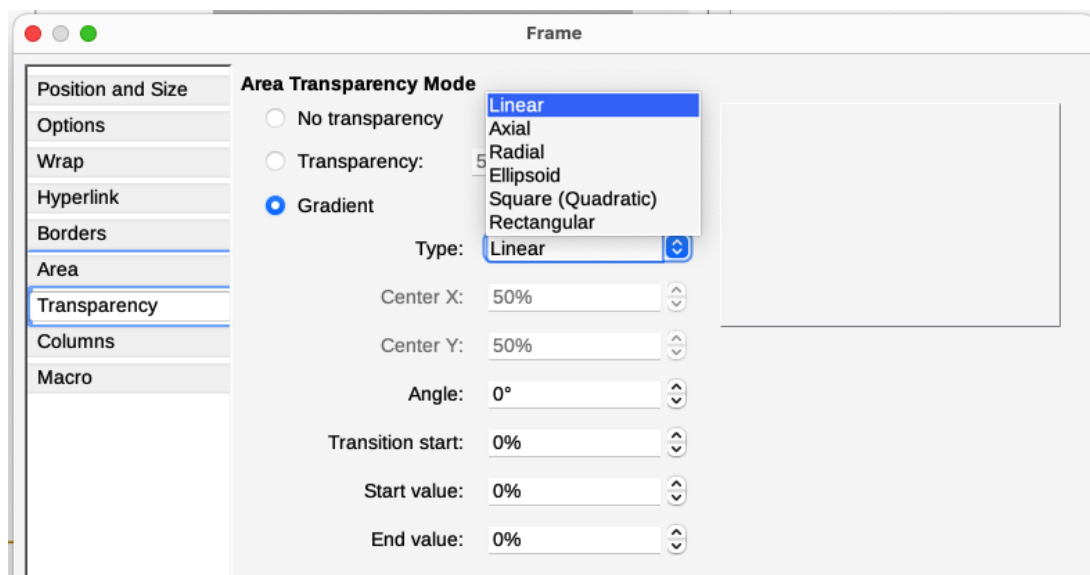 Frame
Position and Size
Options
Wrap
Hyperlink
Borders
Area
Transparency
Columns
Macro
Area Transparency Mode
No transparency
Transparency:
5
Gradient
Linear
Axial
Radial
Ellipsoid
Square (Quadratic)
Rectangular
Type: Linear
Center X: 50%
Center Y: 50%
Angle: 0°
Transition start: 0%
Start value: 0%
End value: 0%